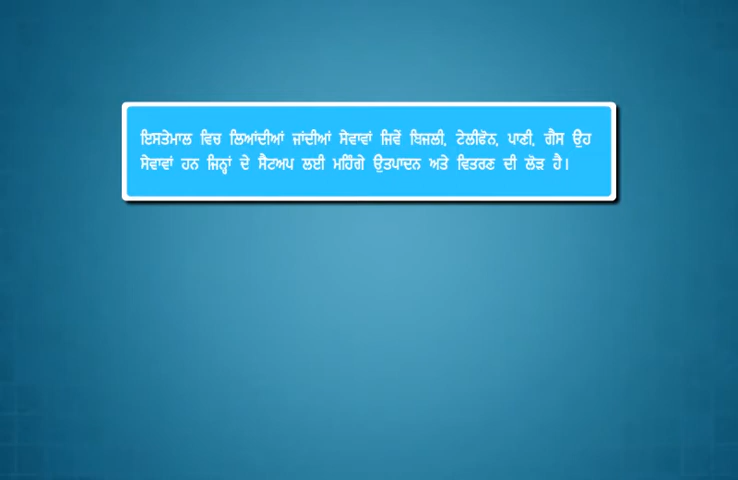 ਇਸਤੇਮਾਲ ਵਿਚ ਲਿਆਂਦੀਆਂ ਜਾਂਦੀਆਂ ਸੇਵਾਵਾਂ ਜਿਵੇਂ ਬਿਜਲੀ, ਟੇਲੀਫੋਨ, ਪਾਣੀ, ਗੈਸ ਉਹ
ਸੇਵਾਵਾਂ ਹਨ ਜਿਨ੍ਹਾਂ ਦੇ ਸੈਟਅਪ ਲਈ ਮਹਿੰਗੇ ਉਤਪਾਦਨ ਅਤੇ ਵਿਤਰਣ ਦੀ ਲੋੜ ਹੈ।